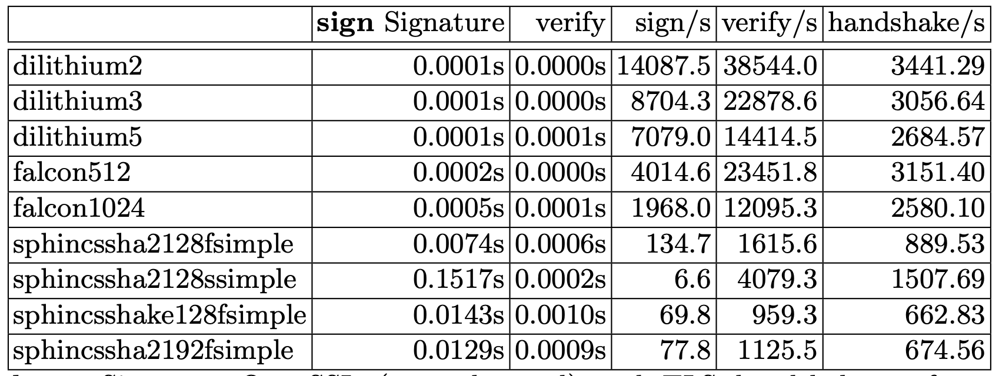 sign Signature verify sign/s verify/s handshake/s
dilithium2 0.0001s 0.0000s 14087.5 38544.0 3441.29
dilithium3 0.0001s 0.0000s 8704.3 22878.6 3056.64
dilithium5 0.0001s 0.0001s 7079.0 14414.5 2684.57
falcon512 0.0002s 0.0000s 4014.6 23451.8 3151.40
falcon1024 0.0005s 0.0001s 1968.0 12095.3 2580.10
sphincssha2128fsimple 0.0074s 0.0006s 134.7 1615.6 889.53
sphincssha2128ssimple 0.1517s 0.0002s 6.6 4079.3 1507.69
sphincsshake128fsimple 0.0143s 0.0010s 69.8 959.3 662.83
sphincssha2192fsimple 0.0129s 0.0009s 77.8 1125.5 674.56